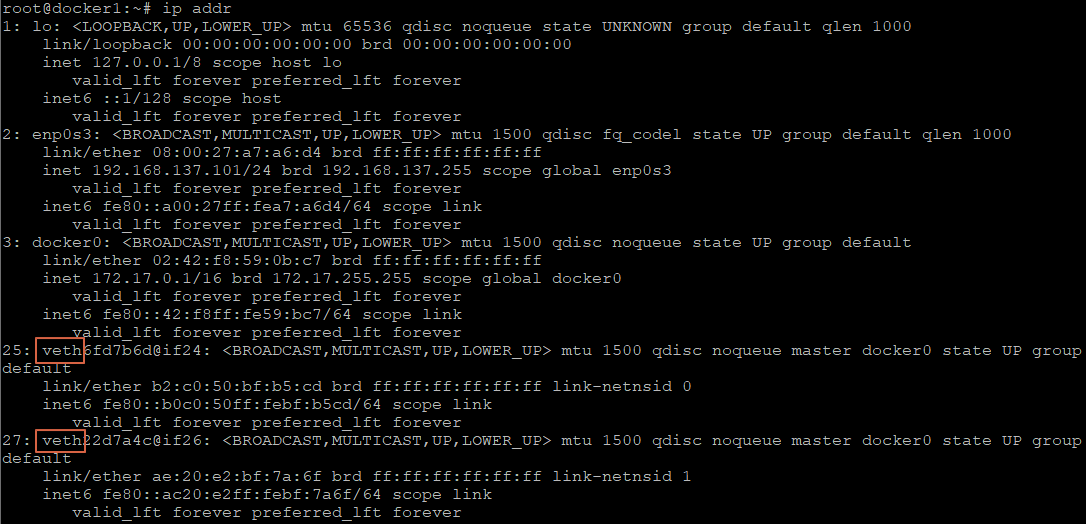 root@docker1:~# ip addr
1: lo: <LOOPBACK,UP,LOWER_UP> mtu 65536 qdisc noqueue state UNKNOWN group default qlen 1000
    link/loopback 00:00:00:00:00:00 brd 00:00:00:00:00:00
    inet 127.0.0.1/8 scope host lo
       valid_lft forever preferred_lft forever
    inet6 ::1/128 scope host
       valid_lft forever preferred_lft forever
2: enp0s3: <BROADCAST,MULTICAST,UP,LOWER_UP> mtu 1500 qdisc fq_codel state UP group default qlen 1000
    link/ether 08:00:27:a7:a6:d4 brd ff:ff:ff:ff:ff:ff
    inet 192.168.137.101/24 brd 192.168.137.255 scope global enp0s3
       valid_lft forever preferred_lft forever
    inet6 fe80::a00:27ff:fea7:a6d4/64 scope link
       valid_lft forever preferred_lft forever
3: docker0: <BROADCAST,MULTICAST,UP,LOWER_UP> mtu 1500 qdisc noqueue state UP group default
    link/ether 02:42:f8:59:0b:c7 brd ff:ff:ff:ff:ff:ff
    inet 172.17.0.1/16 brd 172.17.255.255 scope global docker0
       valid_lft forever preferred_lft forever
    inet6 fe80::42:f8ff:fe59:bc7/64 scope link
       valid_lft forever preferred_lft forever
25: veth6fd7b6d@if24: <BROADCAST,MULTICAST,UP,LOWER_UP> mtu 1500 qdisc noqueue master docker0 state UP group
default
    link/ether b2:c0:50:bf:b5:cd brd ff:ff:ff:ff:ff:ff link-netnsid 0
    inet6 fe80::b0c0:50ff:febf:b5cd/64 scope link
       valid_lft forever preferred_lft forever
27: veth22d7a4c@if26: <BROADCAST,MULTICAST,UP,LOWER_UP> mtu 1500 qdisc noqueue master docker0 state UP group
default
    link/ether ae:20:e2:bf:7a:6f brd ff:ff:ff:ff:ff:ff link-netnsid 1
    inet6 fe80::ac20:e2ff:febf:7a6f/64 scope link
       valid_lft forever preferred_lft forever